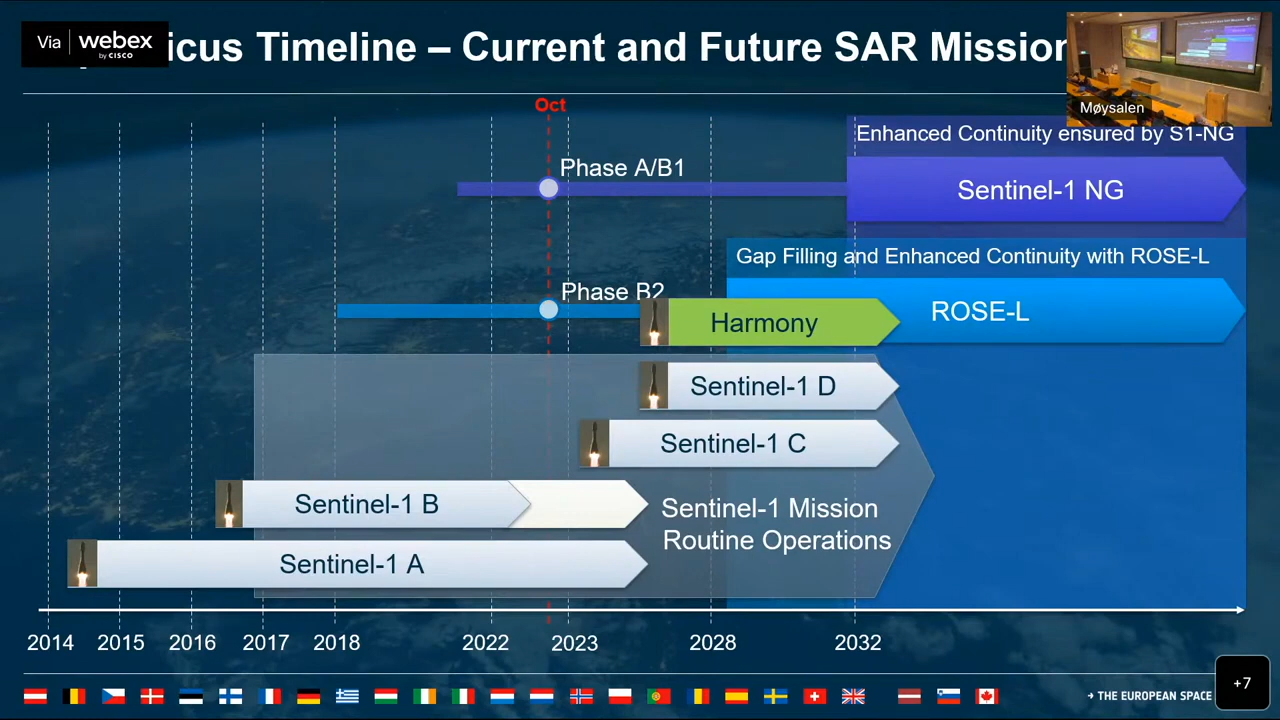 Via webex
by CISCO
icus Timeline – Current and Future SAR Mission
Møysalen
Oct
Enhanced Continuity ensured by S1-NG
Phase A/B1
Sentinel-1 NG
Gap Filling and Enhanced Continuity with ROSE-L
Phase B2
Harmony
ROSE-L
Sentinel-1 D
Sentinel-1 C
Sentinel-1 B
Sentinel-1 Mission
Routine Operations
Sentinel-1 A
2014 2015 2016 2017 2018 2022 2023 2028 2032
→ THE EUROPEAN SPACE
+7